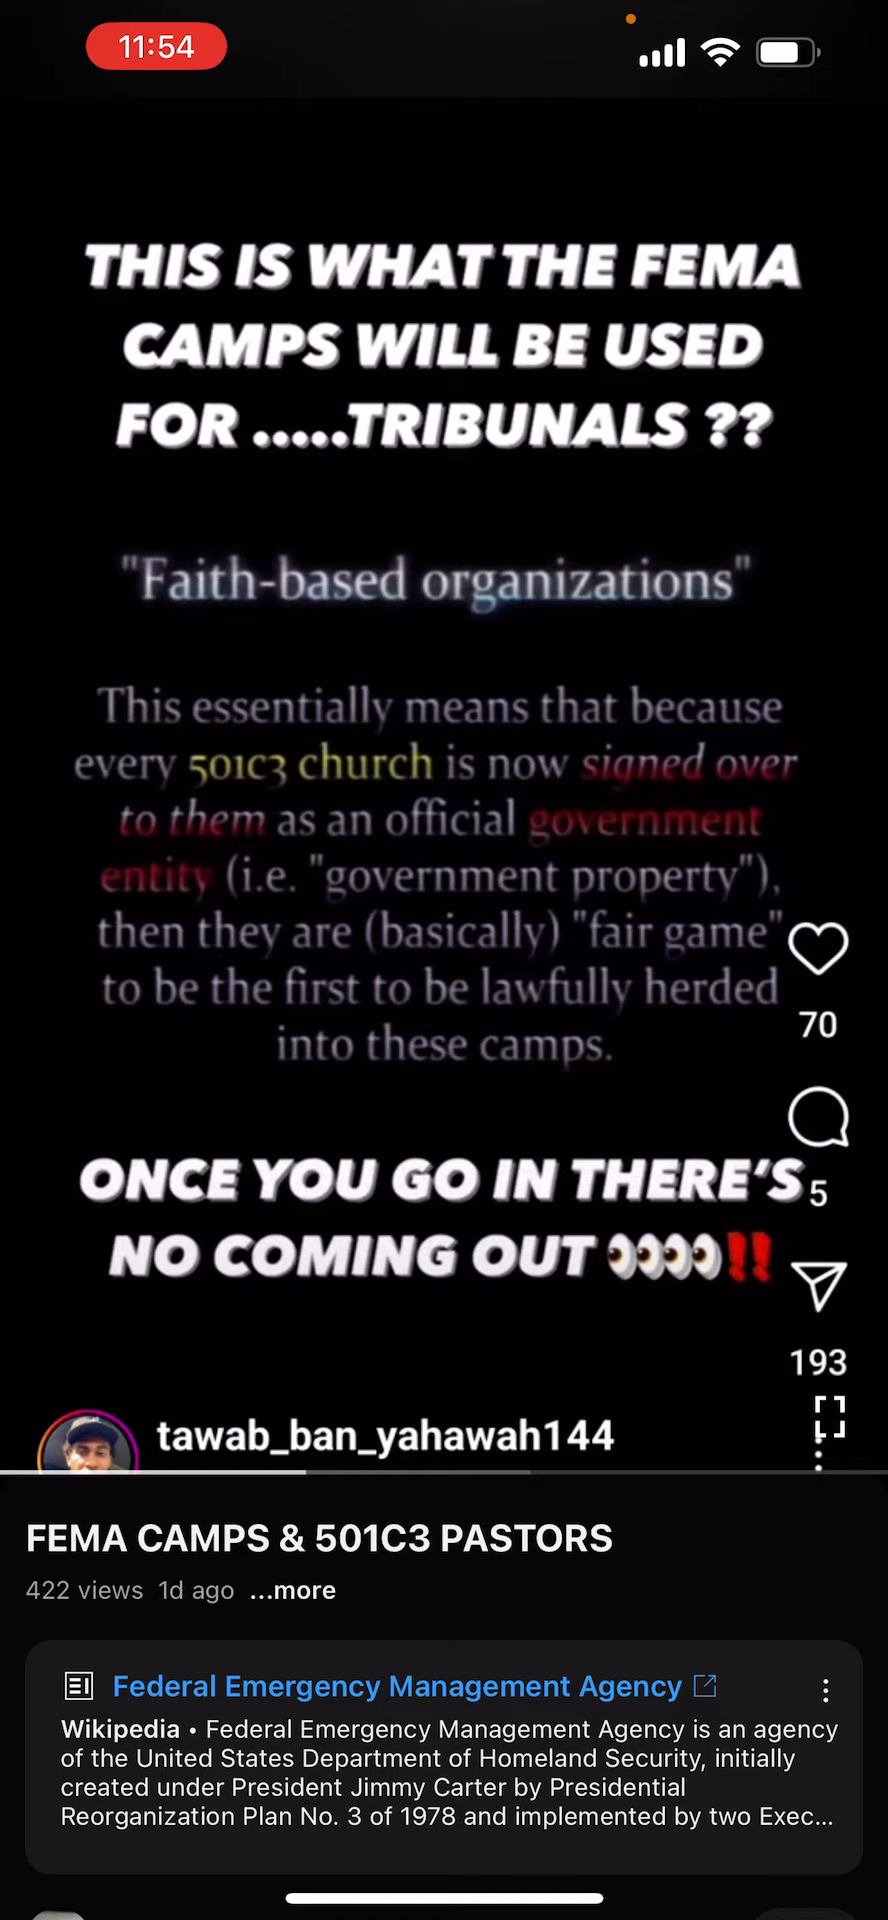 11:54
THIS IS WHAT THE FEMA
CAMPS WILL BE USED
FOR .....TRIBUNALS ??
"Faith-based organizations"
This essentially means that because
every 501c3 church is now signed over
to them as an official government
entity (i.e. "government property"),
then they are (basically) "fair game"
to be the first to be lawfully herded
into these camps.
70
ONCE YOU GO IN THERE'S
5
NO COMING OUT 👀👀‼️
193
tawab_ban_yahawah144
FEMA CAMPS & 501C3 PASTORS
422 views 1d ago ...more
Federal Emergency Management Agency
Wikipedia • Federal Emergency Management Agency is an agency
of the United States Department of Homeland Security, initially
created under President Jimmy Carter by Presidential
Reorganization Plan No. 3 of 1978 and implemented by two Exec...